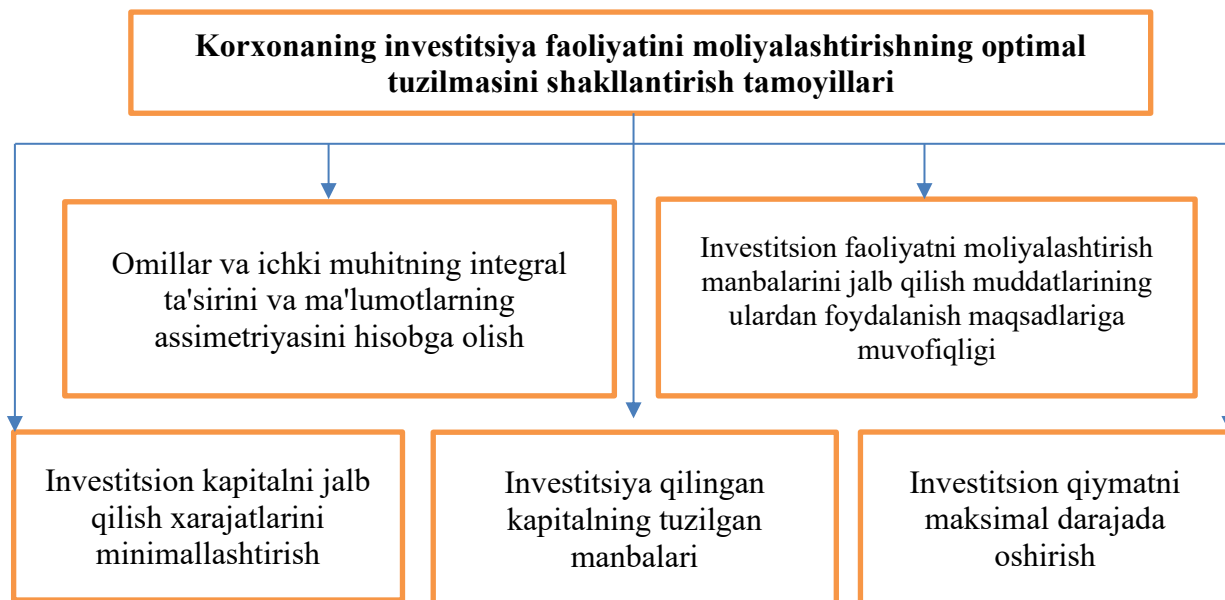 Korxonaning investitsiya faoliyatini moliyalashtirishning optimal
tuzilmasini shakllantirish tamoyillari
Omillar va ichki muhitning integral
ta'sirini va ma'lumotlarning
assimetriyasini hisobga olish
Investitsion faoliyatni moliyalashtirish
manbalarini jalb qilish muddatlarining
ulardan foydalanish maqsadlariga
muvofiqligi
Investitsion kapitalni jalb
qilish xarajatlarini
minimallashtirish
Investitsiya qilingan
kapitalning tuzilgan
manbalari
Investitsion qiymatni
maksimal darajada
oshirish